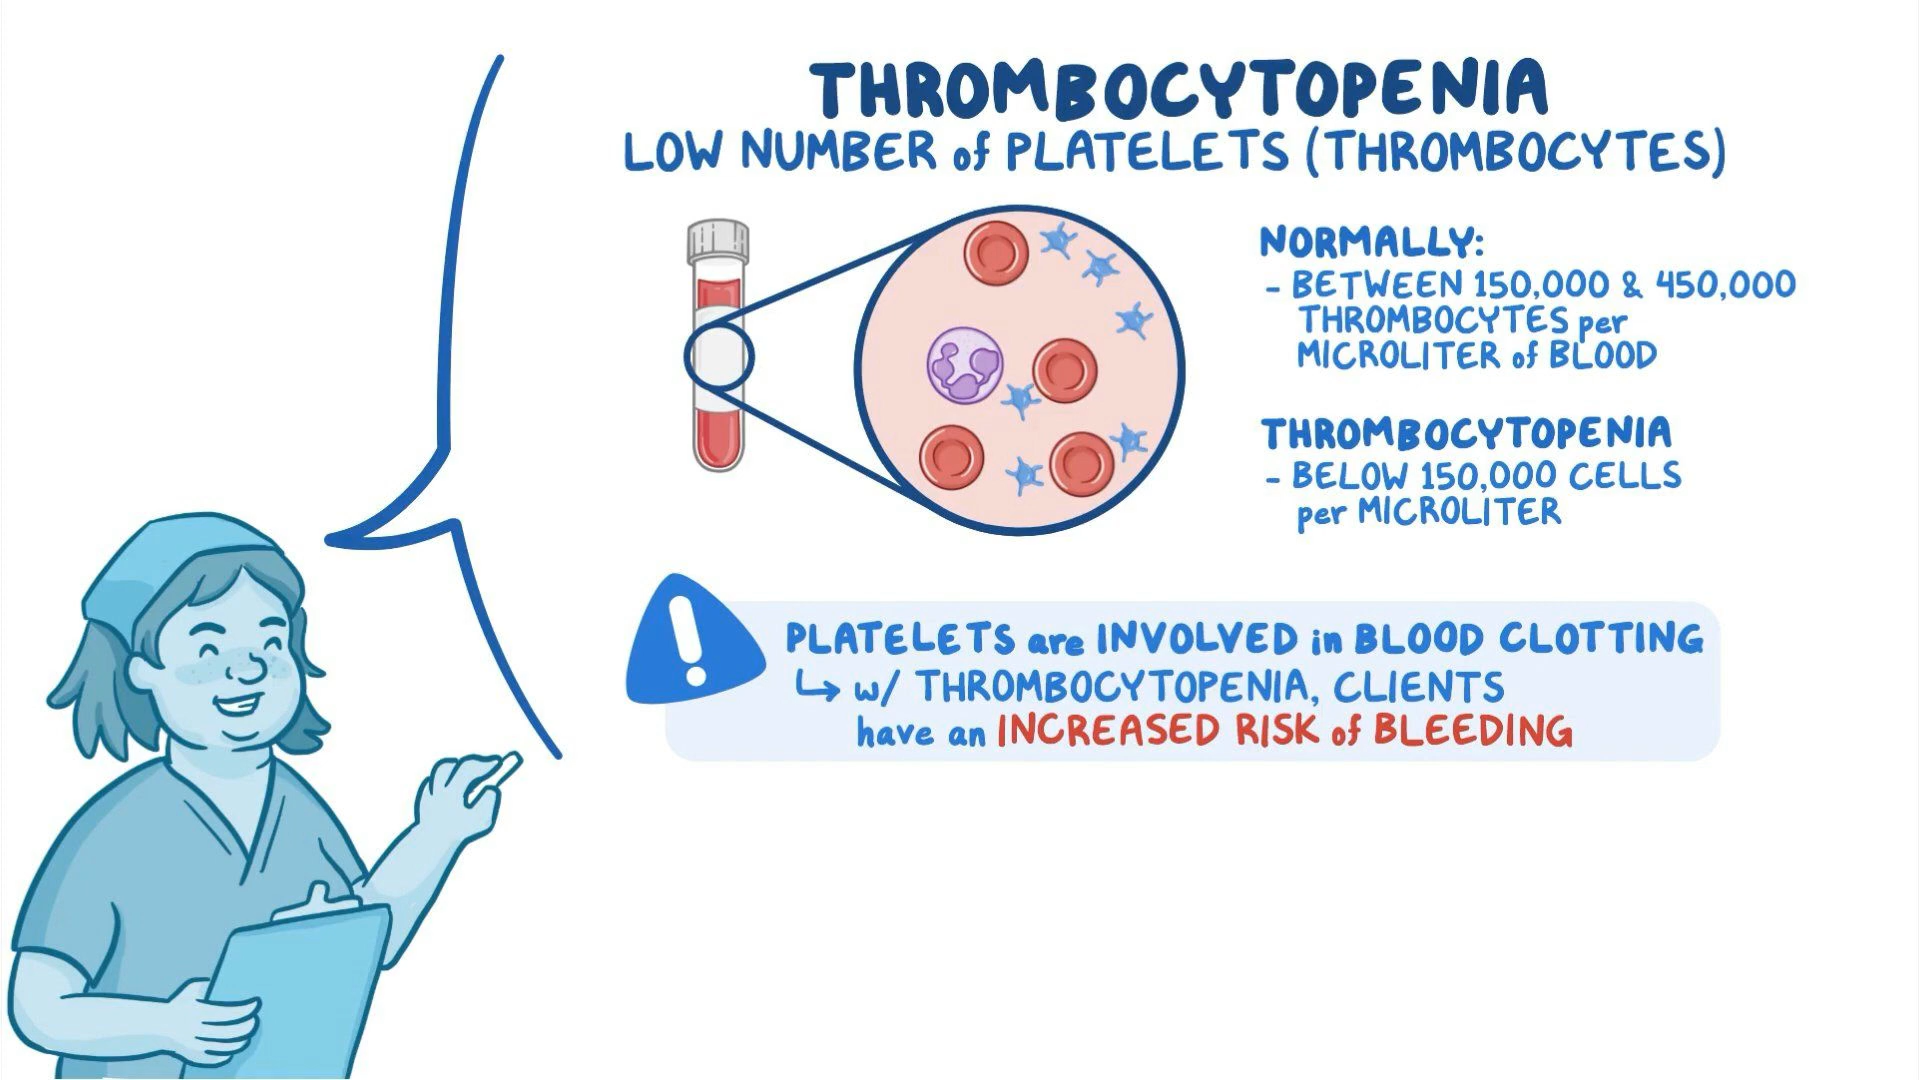 THROMBOCYTOPENIA
LOW NUMBER of PLATELETS (THROMBOCYTES)
NORMALLY:
- BETWEEN 150,000 & 450,000
THROMBOCYTES per
MICROLITER of BLOOD
THROMBOCYTOPENIA
- BELOW 150,000 CELLS
per MICROLITER
!
PLATELETS are INVOLVED in BLOOD CLOTTING
↳ w/ THROMBOCYTOPENIA, CLIENTS
have an INCREASED RISK of BLEEDING